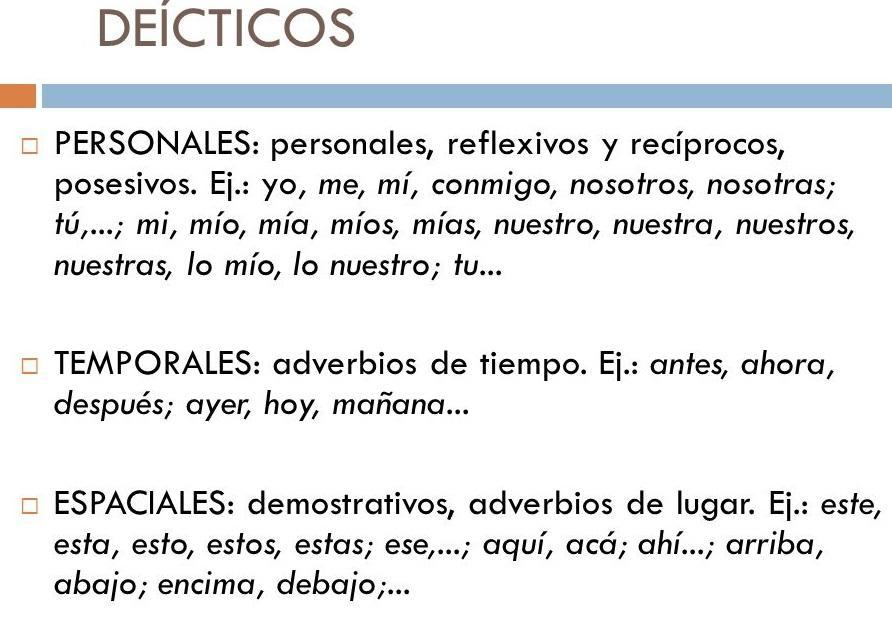 DEÍCTICOS
PERSONALES: personales, reflexivos y recíprocos,
posesivos. Ej.: yo, me, mí, conmigo, nosotros, nosotras;
tú,...; mi, mío, mía, míos, mías, nuestro, nuestra, nuestros,
nuestras, lo mío, lo nuestro; tu...
TEMPORALES: adverbios de tiempo. Ej.: antes, ahora,
después; ayer, hoy, mañana...
ESPACIALES: demostrativos, adverbios de lugar. Ej.: este,
esta, esto, estos, estas; ese,...; aquí, acá; ahí...; arriba,
abajo; encima, debajo;...